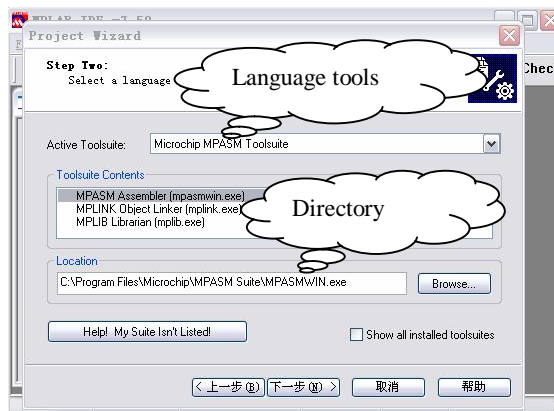 MPLAB IDE v7.50
Project Wizard
Step Two:
Select a language
Language tools
Chec
Active Toolsuite:
Microchip MPASM Toolsuite
Toolsuite Contents
MPASM Assembler (mpasmwin.exe)
MPLINK Object Linker (mplink.exe)
MPLIB Librarian (mplib.exe)
Directory
Location
C:\Program Files\Microchip\MPASM Suite\MPASMWIN.exe
Browse...
Help! My Suite Isn't Listed!
Show all installed toolsuites
< 上一步(B)
下一步(N) >
取消
帮助